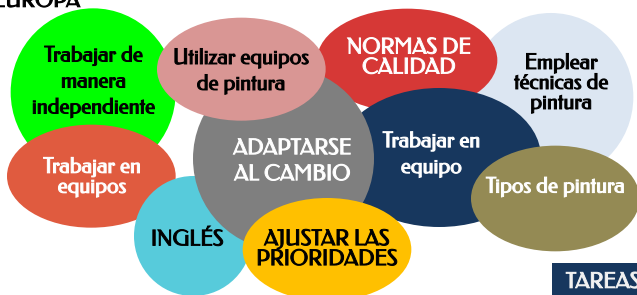 EUROPA
Trabajar de
manera
independiente
Utilizar equipos
de pintura
NORMAS DE
CALIDAD
Emplear
técnicas de
pintura
Trabajar en
equipos
ADAPTARSE
AL CAMBIO
Trabajar en
equipo
Tipos de pintura
INGLÉS
AJUSTAR LAS
PRIORIDADES
TAREAS